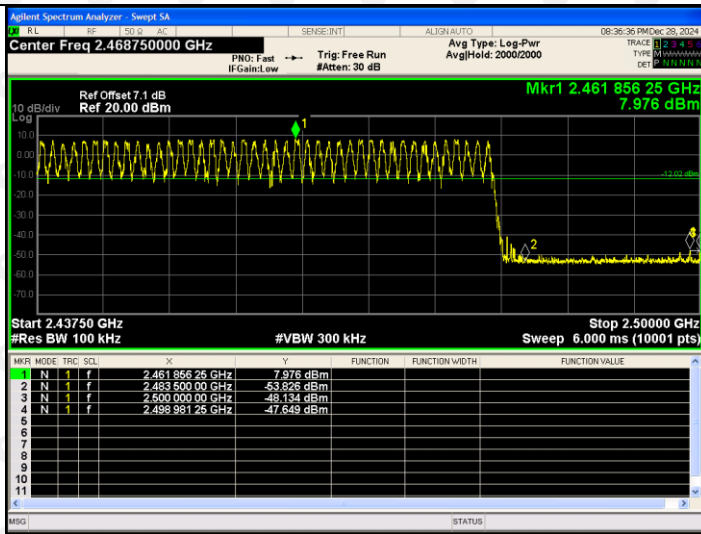 Agilent Spectrum Analyzer - Swept SA
RL RF 50 Ω AC SENSE:INT ALIGN AUTO 08:36:36 PM Dec 28, 2024
Center Freq 2.468750000 GHz Avg Type: Log-Pwr TRACE 1 2 3 4 5 6
PNO: Fast Trig: Free Run Avg|Hold: 2000/2000 TYPE M
IFGain:Low #Atten: 30 dB DET P N N N N N
Mkr1 2.461 856 25 GHz
Ref Offset 7.1 dB
10 dB/div Ref 20.00 dBm 7.976 dBm
Log
1
10.0
0.00
-10.0 -12.02 dBm
-20.0
-30.0
-40.0
2
-50.0
-60.0
-70.0
Start 2.43750 GHz Stop 2.50000 GHz
#Res BW 100 kHz #VBW 300 kHz Sweep 6.000 ms (10001 pts)
MKR MODE TRC SCL X Y FUNCTION FUNCTION WIDTH FUNCTION VALUE
1 N 1 f 2.461 856 25 GHz 7.976 dBm
2 N 1 f 2.483 500 00 GHz -53.826 dBm
3 N 1 f 2.500 000 00 GHz -48.134 dBm
4 N 1 f 2.498 981 25 GHz -47.649 dBm
5
6
7
8
9
10
11
MSG STATUS